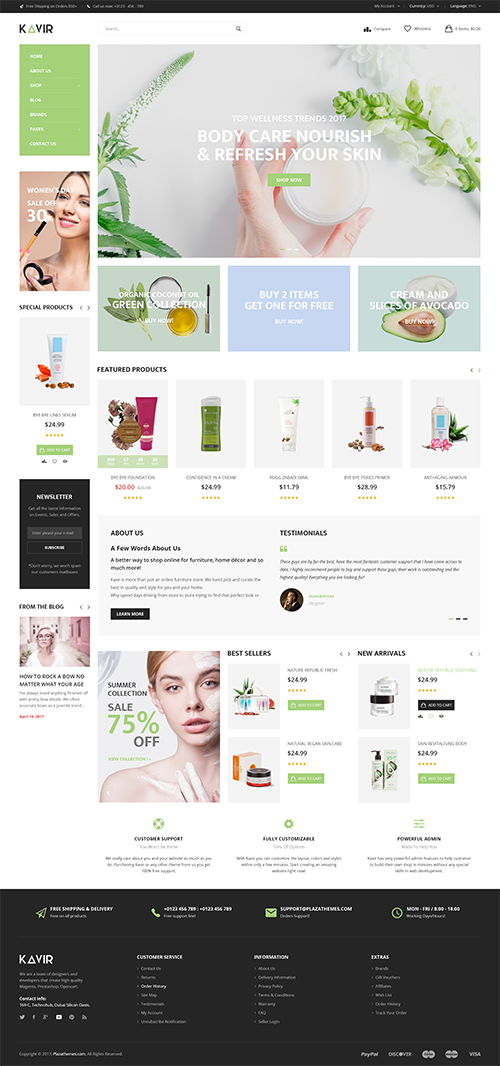 Free Shipping on Orders $50+
Call us now: +0123 - 456 - 789
My Account
Currency: USD
Language: ENG
KAVIR
Search...
Compare
Wishlist
0 items $0.00
HOME
ABOUT US
SHOP
BLOG
BRANDS
PAGES
CONTACT US
TOP WELLNESS TRENDS 2017
BODY CARE NOURISH
& REFRESH YOUR SKIN
SHOP NOW
WOMEN'S DAY
SALE OFF
30%
ORGANIC COCONUT OIL
GREEN COLLECTION
BUY NOW!
BUY 2 ITEMS
GET ONE FOR FREE
BUY NOW!
CREAM AND
SLICES OF AVOCADO
BUY NOW!
SPECIAL PRODUCTS
BYE BYE LINES SERUM
$24.99
ADD TO CART
FEATURED PRODUCTS
BYE BYE FOUNDATION
$20.00
CONFIDENCE IN A CREAM
$24.99
YOGG ZABADI 60ML
$11.79
BYE BYE PORES PRIMER
$28.99
ANTI-AGING ARMOUR
$15.79
NEWSLETTER
Get all the latest information
on Events, Sales and Offers.
Enter please your e-mail
SUBSCRIBE
*Don't worry, we won't spam
our customers mailboxes
ABOUT US
A Few Words About Us
A better way to shop online for furniture, home décor and so
much more!
Kavir is more than just an online furniture store. We hand pick and curate the
best in quality and style for you and your home.
Why spend days driving from store to store trying to find that perfect look or
LEARN MORE
TESTIMONIALS
These guys are by far the best, have the most fantastic customer support that I have come across to
date, I highly recommend people to buy and support these guys, their work is outstanding and the
highest quality! Everything you are looking for!
Designer
FROM THE BLOG
HOW TO ROCK A BOW NO
MATTER WHAT YOUR AGE
I've always loved anything finished off
with pretty bow details. We often
associate bows as a juvenile trend...
April 10, 2017
SUMMER
COLLECTION
SALE
75%
OFF
VIEW COLLECTION !
BEST SELLERS
NATURE REPUBLIC FRESH
$24.99
ADD TO CART
NATURAL VEGAN SKIN CARE
$24.99
ADD TO CART
NEW ARRIVALS
NATURE REPUBLIC SOOTHING
$24.99
ADD TO CART
SKIN REVITALISING BODY
$24.99
ADD TO CART
CUSTOMER SUPPORT
You Won't Be Alone
We really care about you and your website as much as you
do. Purchasing Kavir or any other theme from us you get
100% free support.
FULLY CUSTOMIZABLE
Tons Of Options
With Kavir you can customize the layout, colors and styles
within only a few minutes. Start creating an amazing
website right now!
POWERFUL ADMIN
Made To Help You
Kavir has very powerful admin features to help customer
to build their own shop in minutes without any special
skills in web development.
FREE SHIPPING & DELIVERY
Free on all products
+0123 456 789 : +0123 456 789
Free support line!
SUPPORT@PLAZATHEMES.COM
Orders Support!
MON - FRI / 8:00 - 18:00
Working Days/Hours!
KAVIR
We are a team of designers and
developers that create high quality
Magento, Prestashop, Opencart.
Contact info:
169-C, Technohub, Dubai Silicon Oasis.
CUSTOMER SERVICE
Contact Us
Returns
Order History
Site Map
Testimonials
My Account
Unsubscribe Notification
INFORMATION
About Us
Delivery Information
Privacy Policy
Terms & Conditions
Warranty
FAQ
Seller Login
EXTRAS
Brands
Gift Vouchers
Affiliates
Wish List
Order History
Track Your Order
Copyright © 2017, Plazathemes.com. All Rights Reserved.
PayPal
DISCOVER
VISA